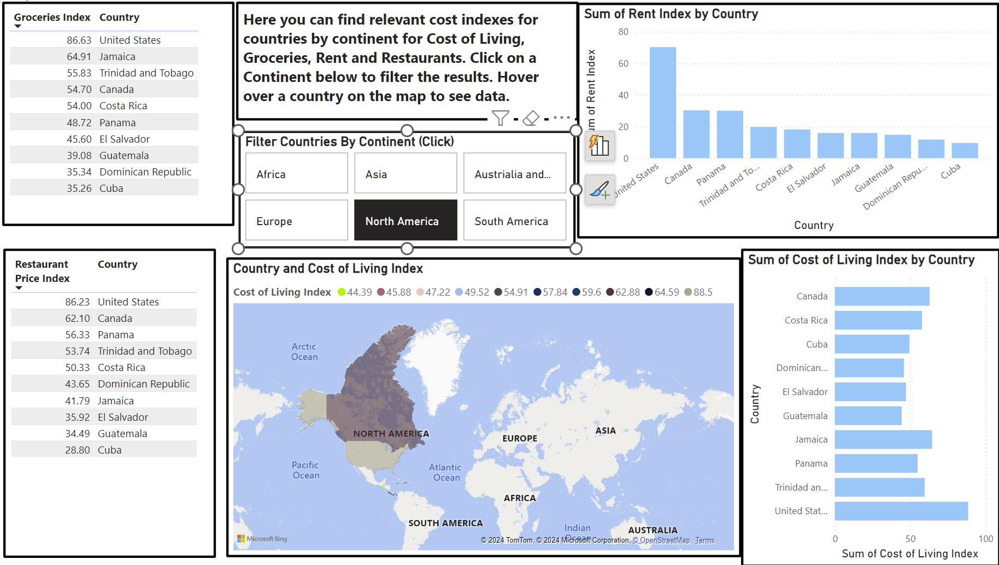 Groceries Index Country
86.63 United States
64.91 Jamaica
55.83 Trinidad and Tobago
54.70 Canada
54.00 Costa Rica
48.72 Panama
45.60 El Salvador
39.08 Guatemala
35.34 Dominican Republic
35.26 Cuba
Here you can find relevant cost indexes for
countries by continent for Cost of Living,
Groceries, Rent and Restaurants. Click on a
Continent below to filter the results. Hover
over a country on the map to see data.
Filter Countries By Continent (Click)
Africa
Asia
Austrialia and...
Europe
North America
South America
Sum of Rent Index by Country
um of Rent Index
80
60
40
20
0
United States
Canada
Panama
Trinidad and To...
Costa Rica
El Salvador
Jamaica
Guatemala
Dominican Repu...
Cuba
Country
Restaurant
Price Index
Country
86.23 United States
62.10 Canada
56.33 Panama
53.74 Trinidad and Tobago
50.33 Costa Rica
43.65 Dominican Republic
41.79 Jamaica
35.92 El Salvador
34.49 Guatemala
28.80 Cuba
Country and Cost of Living Index
Cost of Living Index 44.39 45.88 47.22 49.52 54.91 57.84 59.6 62.88 64.59 88.5
Arctic
Ocean
NORTH AMERICA
EUROPE
ASIA
Pacific
Ocean
Atlantic
Ocean
AFRICA
SOUTH AMERICA
Indian
Ocean
AUSTRALIA
Microsoft Bing
© 2024 TomTom, © 2024 Microsoft Corporation, © OpenStreetMap Terms
Sum of Cost of Living Index by Country
Country
Canada
Costa Rica
Cuba
Dominican...
El Salvador
Guatemala
Jamaica
Panama
Trinidad an...
United Stat...
0 50 100
Sum of Cost of Living Index